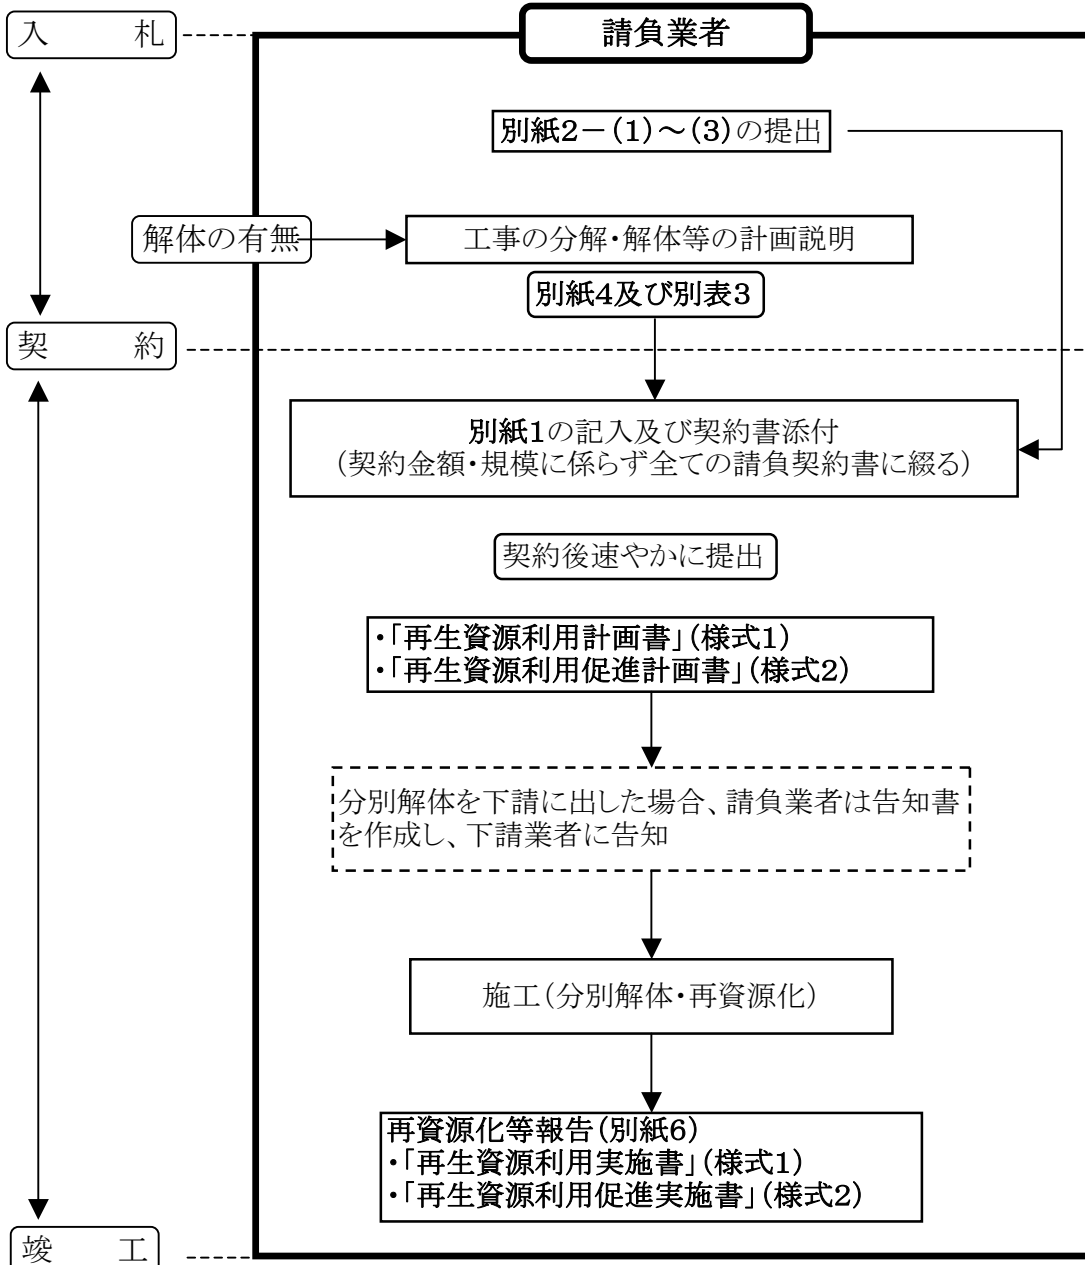 入　　札
請負業者
別紙2－(1)～(3)の提出
解体の有無
工事の分解・解体等の計画説明
別紙4及び別表3
契　　約
別紙1の記入及び契約書添付
(契約金額・規模に係らず全ての請負契約書に綴る)
契約後速やかに提出
・「再生資源利用計画書」(様式1)
・「再生資源利用促進計画書」(様式2)
分別解体を下請に出した場合、請負業者は告知書
を作成し、下請業者に告知
施工(分別解体・再資源化)
再資源化等報告(別紙6)
・「再生資源利用実施書」(様式1)
・「再生資源利用促進実施書」(様式2)
竣　　工